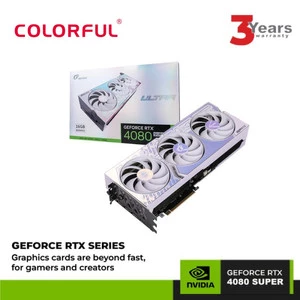 COLORFUL®
3 Years
warranty
ULTRA
GEFORCE RTX
4080
GEFORCE RTX SERIES
Graphics cards are beyond fast,
for gamers and creators
NVIDIA
GEFORCE RTX
4080 SUPER